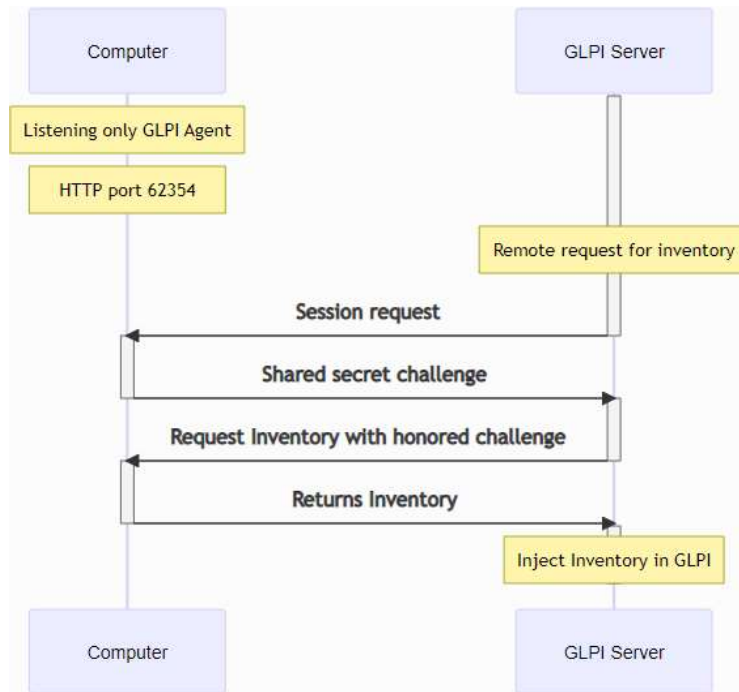 Computer
GLPI Server
Listening only GLPI Agent
HTTP port 62354
Remote request for inventory
Session request
Shared secret challenge
Request Inventory with honored challenge
Returns Inventory
Inject Inventory in GLPI
Computer
GLPI Server